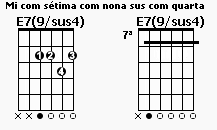 Mi com sétima com nona sus com quarta
E7(9/sus4) E7(9/sus4)
7ª
1 2 3
4
X X X X